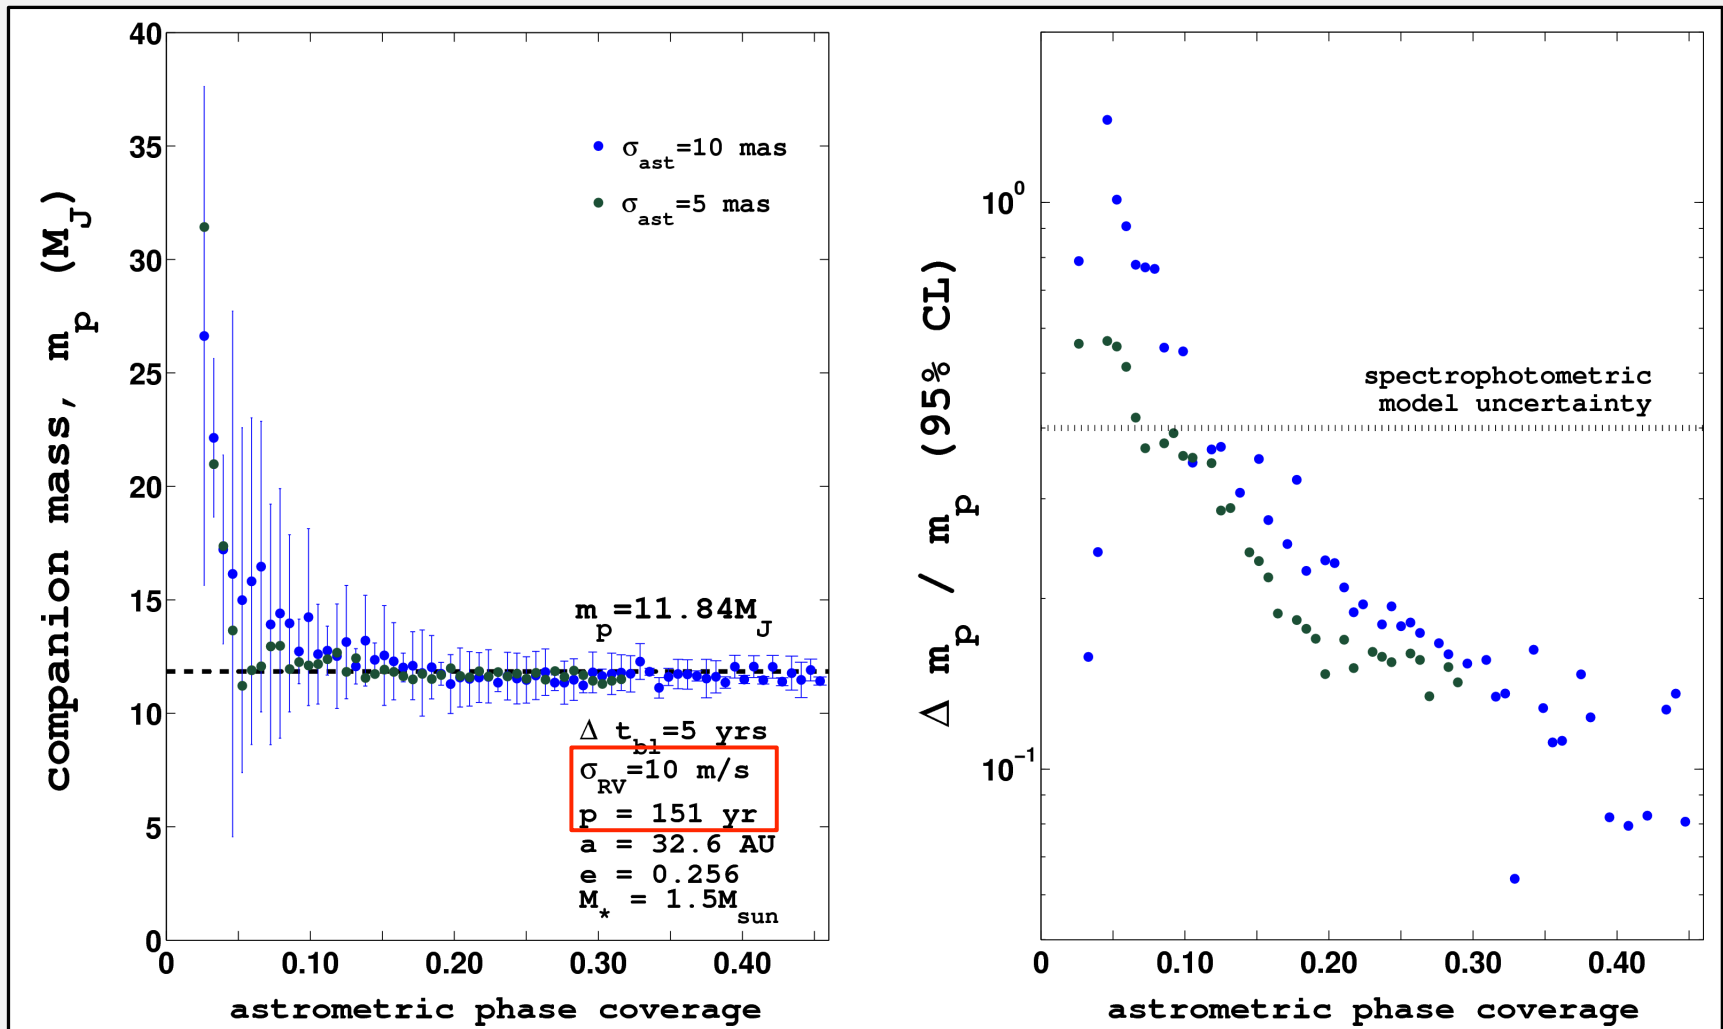 40
35
30
25
20
15
10
5
0
companion mass, m_p (M_J)
σ_ast=10 mas
σ_ast=5 mas
m_p=11.84M_J
Δ t_bl=5 yrs
σ_RV=10 m/s
p = 151 yr
a = 32.6 AU
e = 0.256
M_* = 1.5M_sun
0 0.10 0.20 0.30 0.40
astrometric phase coverage
10^0
10^-1
Δ m_p / m_p (95% CL)
spectrophotometric
model uncertainty
0 0.10 0.20 0.30 0.40
astrometric phase coverage